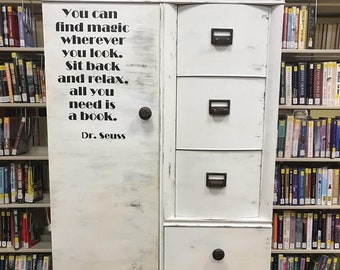 You can
find magic
wherever
you look.
Sit back
and relax,
all you
need is
a book.
Dr. Seuss